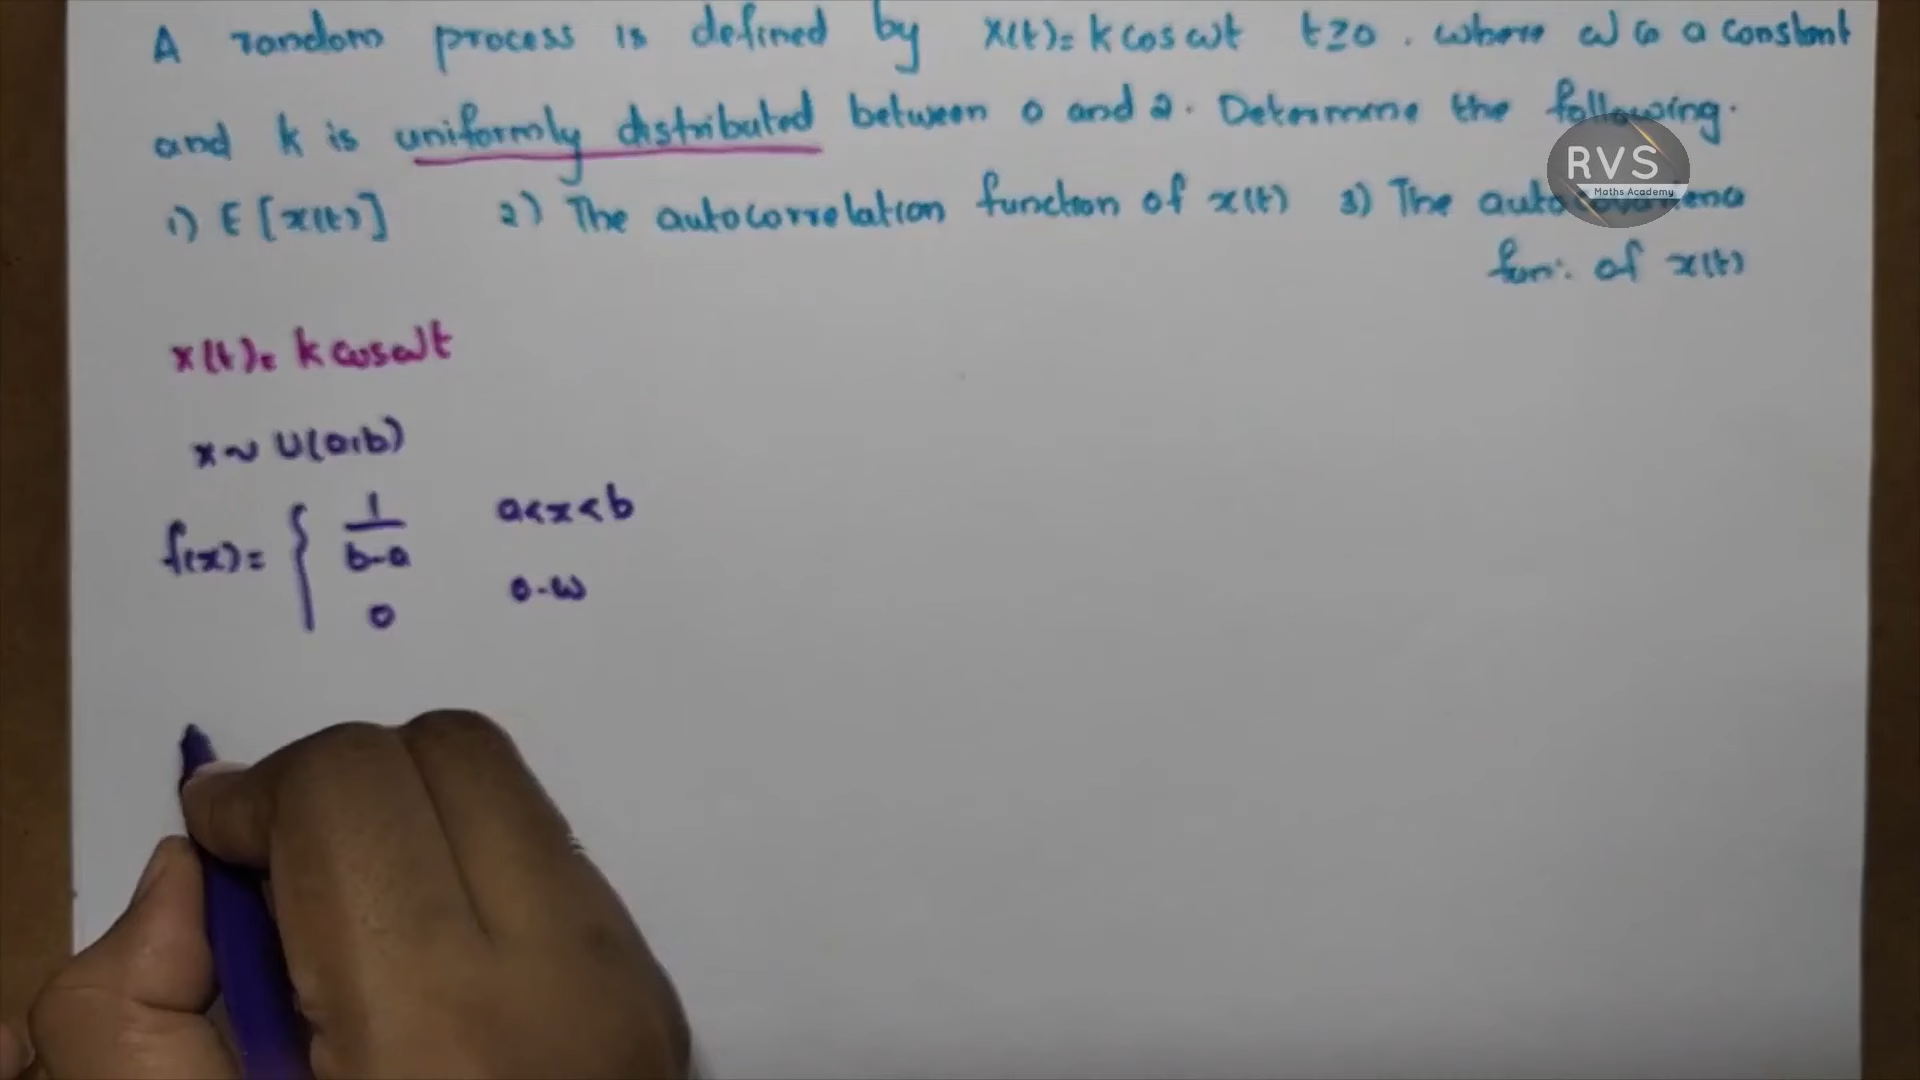 A random process is defined by x(t)= k cos ωt t≥0. where ω is a constant
and k is uniformly distributed between 0 and 2. Determine the following.
1) E [x(t)] 2) The autocorrelation function of x(t) 3) The
fun: of x(t)
RVS
Maths Academy
x(t)= k cosωt
x~ U(a,b)
f(x)= { 1/b-a a<x<b
0 o.w